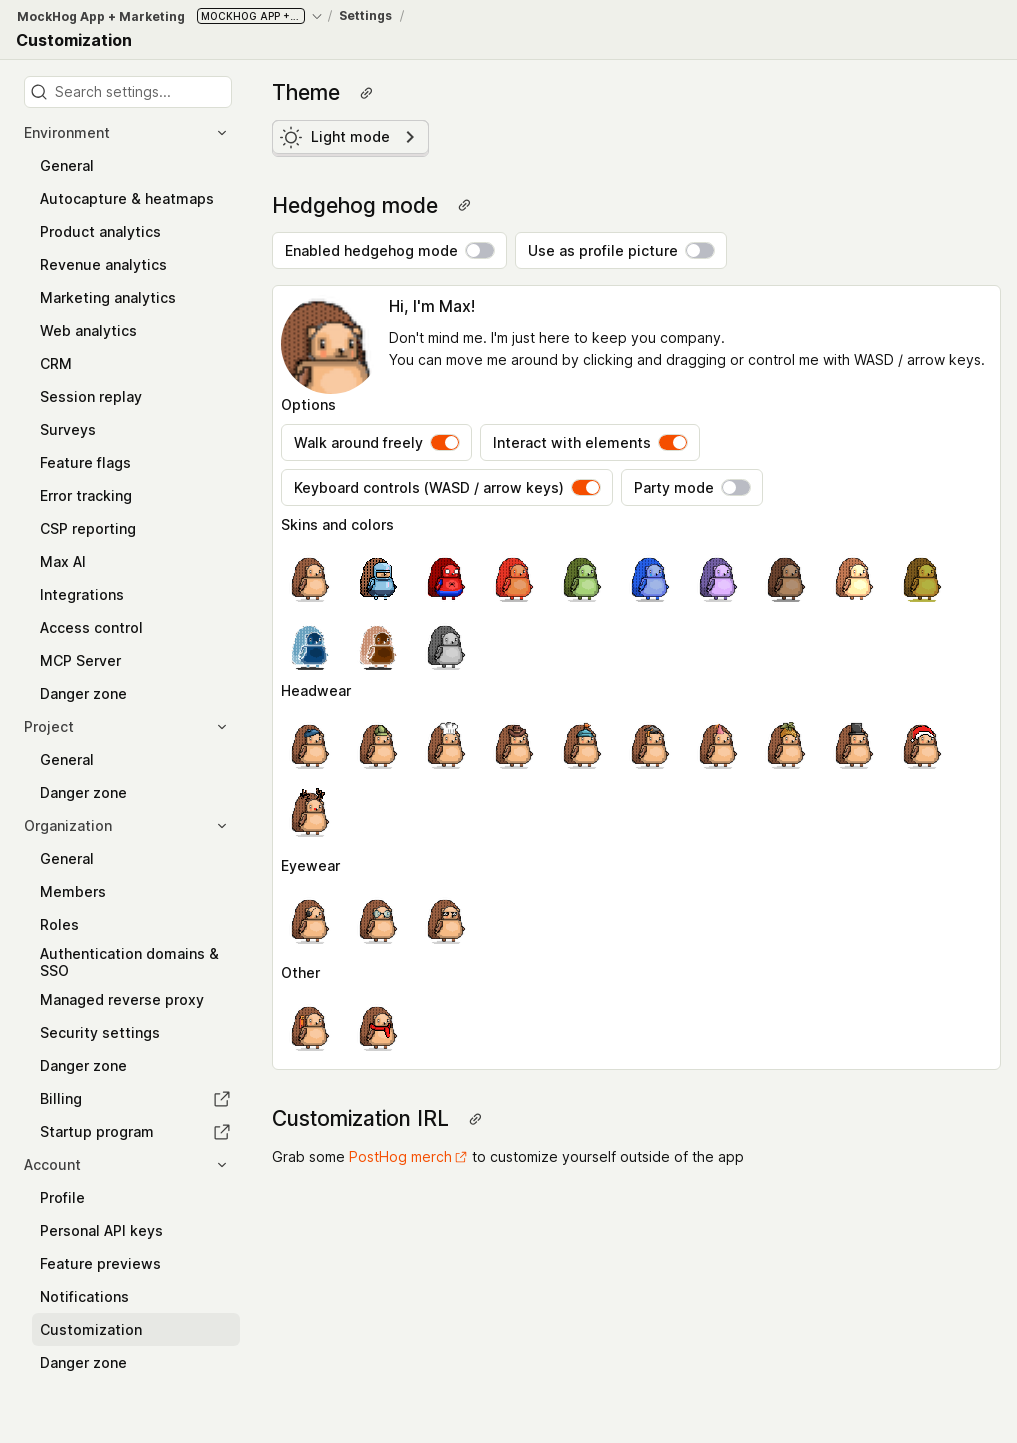 MockHog App + Marketing MOCKHOG APP +... / Settings /
Customization
Search settings...
Environment
General
Autocapture & heatmaps
Product analytics
Revenue analytics
Marketing analytics
Web analytics
CRM
Session replay
Surveys
Feature flags
Error tracking
CSP reporting
Max AI
Integrations
Access control
MCP Server
Danger zone
Project
General
Danger zone
Organization
General
Members
Roles
Authentication domains &
SSO
Managed reverse proxy
Security settings
Danger zone
Billing
Startup program
Account
Profile
Personal API keys
Feature previews
Notifications
Customization
Danger zone
Theme
Light mode
Hedgehog mode
Enabled hedgehog mode Use as profile picture
Hi, I'm Max!
Don't mind me. I'm just here to keep you company.
You can move me around by clicking and dragging or control me with WASD / arrow keys.
Options
Walk around freely Interact with elements
Keyboard controls (WASD / arrow keys) Party mode
Skins and colors
Headwear
Eyewear
Other
Customization IRL
Grab some PostHog merch to customize yourself outside of the app